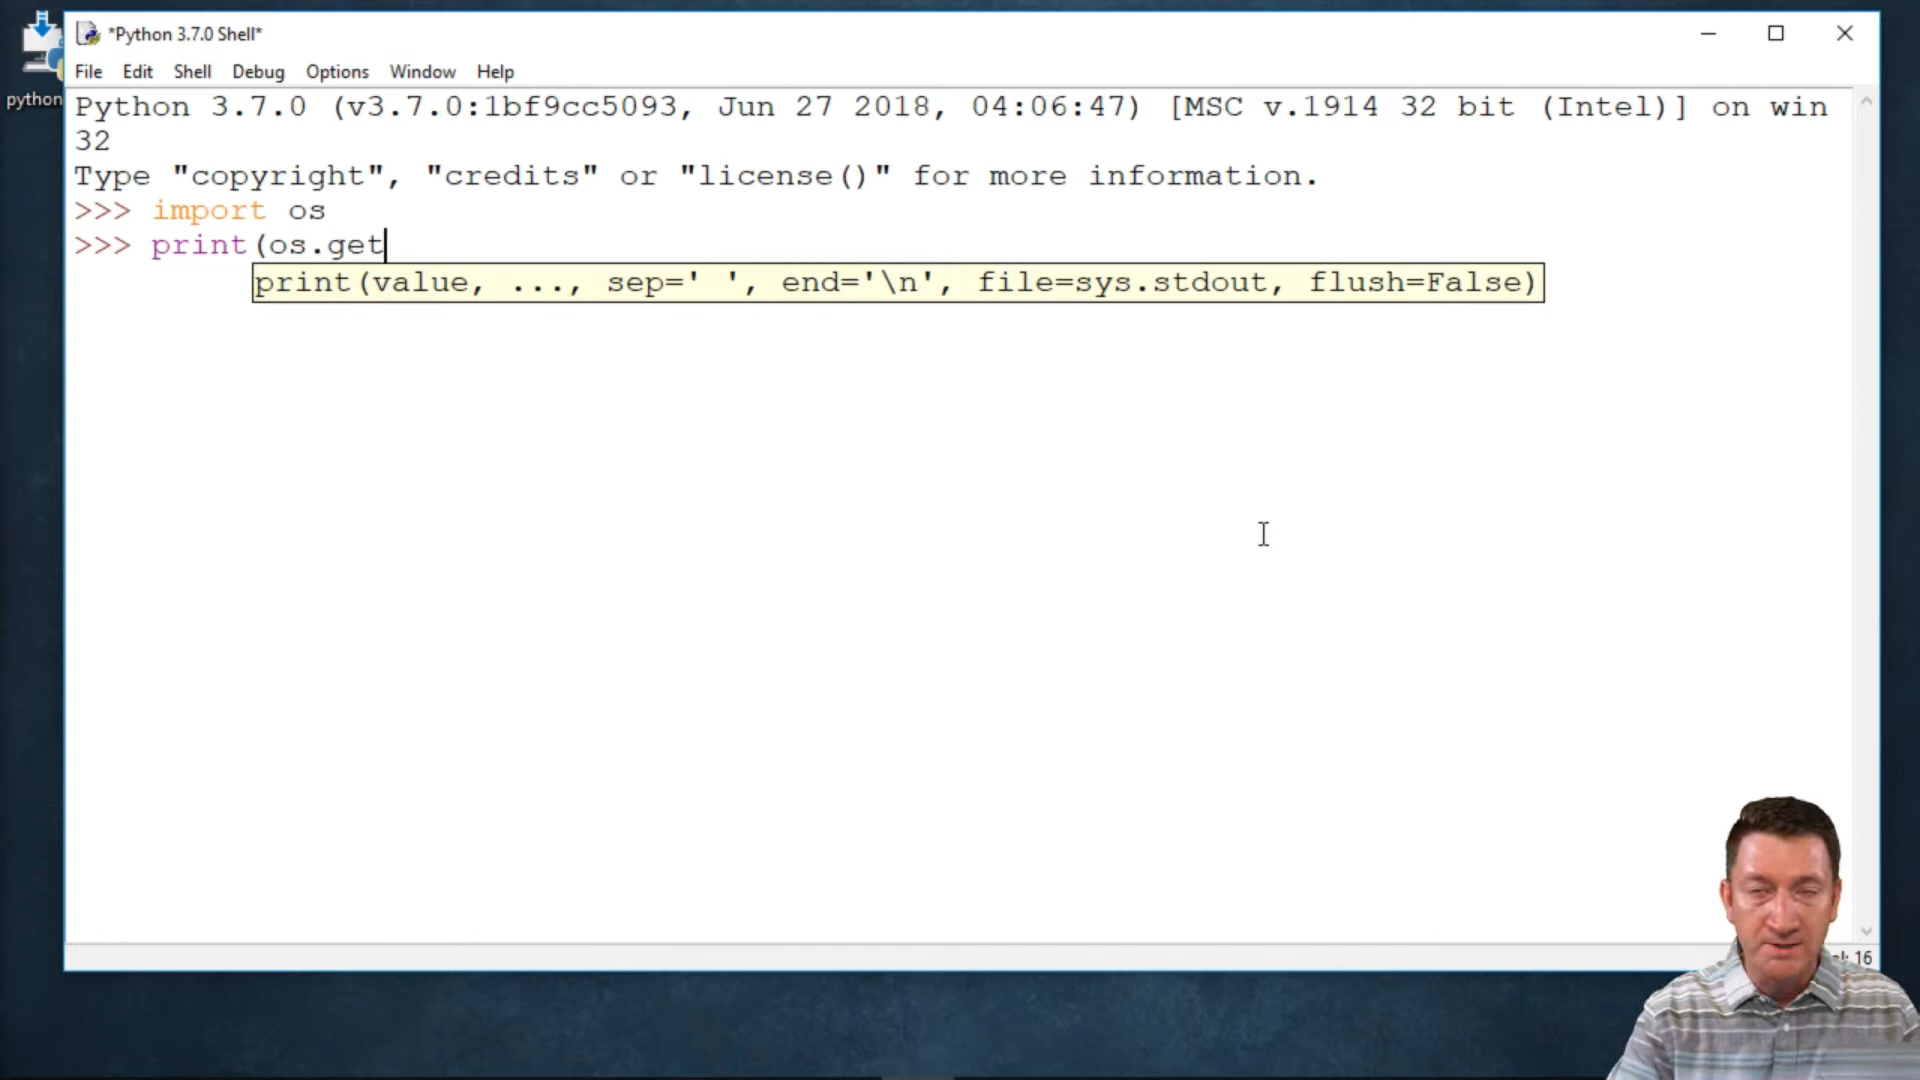 *Python 3.7.0 Shell*
python
File Edit Shell Debug Options Window Help
Python 3.7.0 (v3.7.0:1bf9cc5093, Jun 27 2018, 04:06:47) [MSC v.1914 32 bit (Intel)] on win
32
Type "copyright", "credits" or "license()" for more information.
>>> import os
>>> print(os.get
print(value, ..., sep=' ', end='\n', file=sys.stdout, flush=False)
16